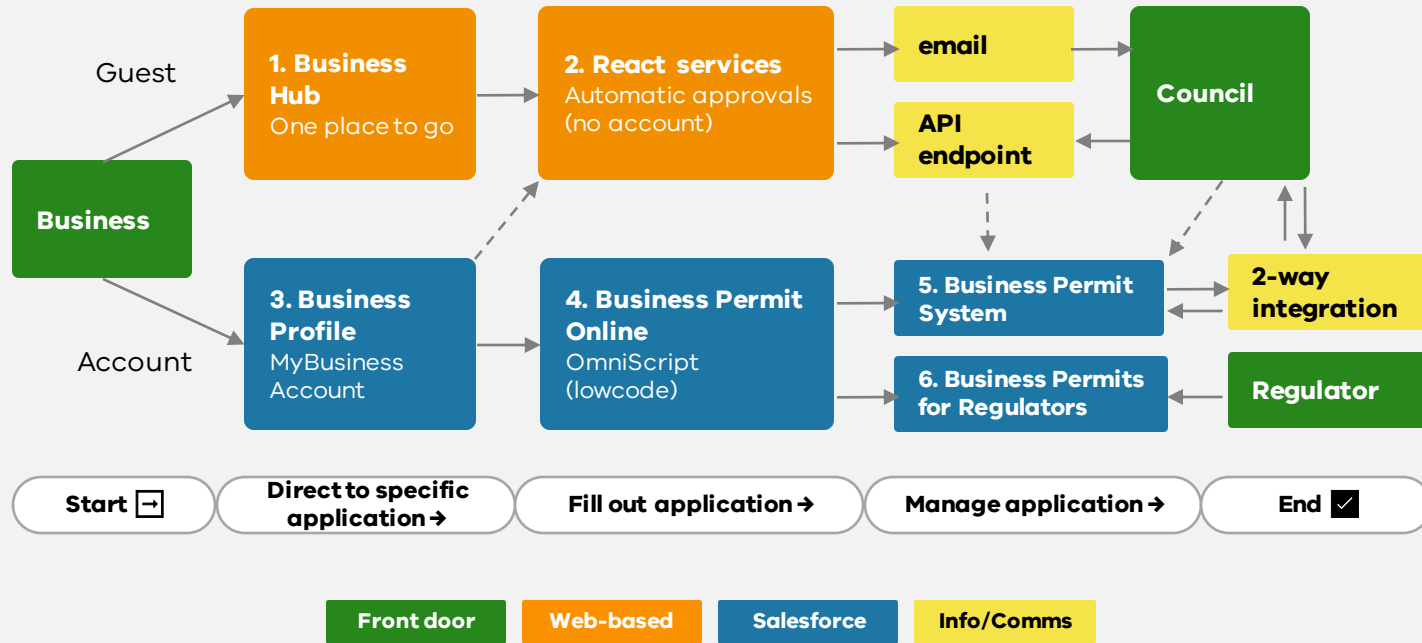 Guest
Business
Account
1. Business
Hub
One place to go
2. React services
Automatic approvals
(no account)
email
API
endpoint
Council
3. Business
Profile
MyBusiness
Account
4. Business Permit
Online
OmniScript
(lowcode)
5. Business Permit
System
2-way
integration
6. Business Permits
for Regulators
Regulator
Start →
Direct to specific
application →
Fill out application →
Manage application →
End ✓
Front door
Web-based
Salesforce
Info/Comms